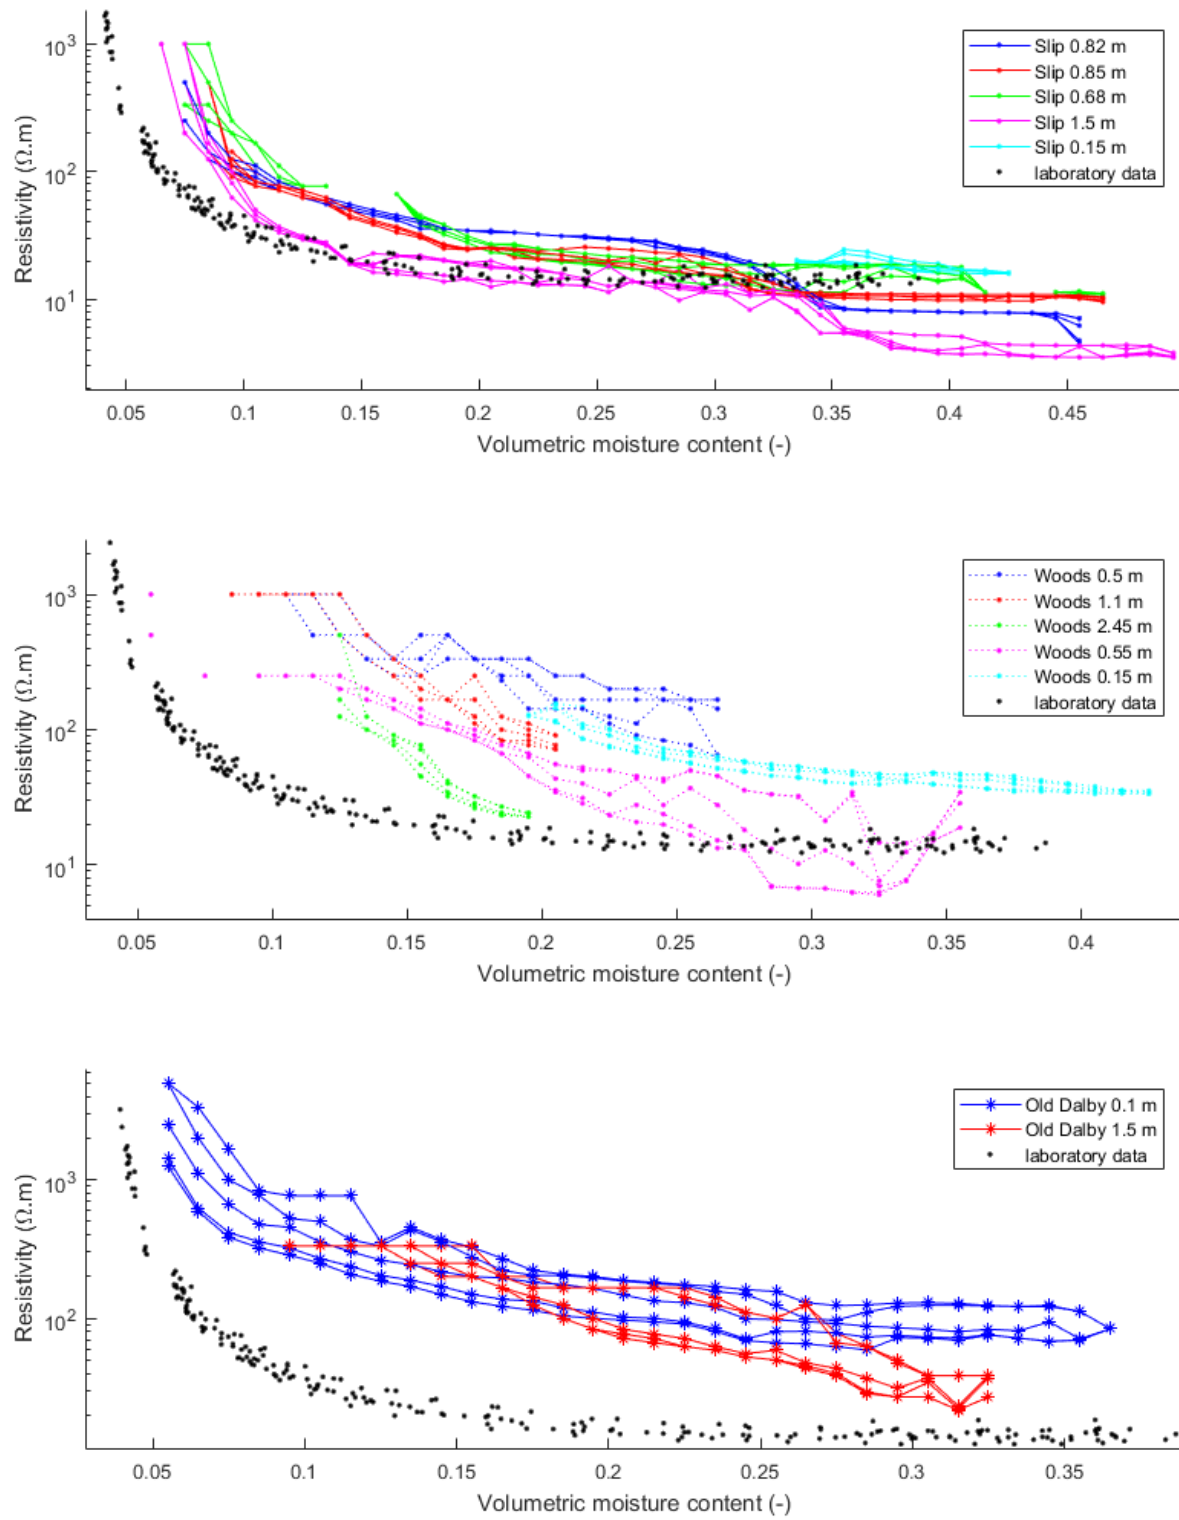 10³
10²
10¹
Resistivity (Ω.m)
Slip 0.82 m
Slip 0.85 m
Slip 0.68 m
Slip 1.5 m
Slip 0.15 m
laboratory data
0.05 0.1 0.15 0.2 0.25 0.3 0.35 0.4 0.45
Volumetric moisture content (-)
10³
10²
10¹
Resistivity (Ω.m)
Woods 0.5 m
Woods 1.1 m
Woods 2.45 m
Woods 0.55 m
Woods 0.15 m
laboratory data
0.05 0.1 0.15 0.2 0.25 0.3 0.35 0.4
Volumetric moisture content (-)
10³
10²
Resistivity (Ω.m)
Old Dalby 0.1 m
Old Dalby 1.5 m
laboratory data
0.05 0.1 0.15 0.2 0.25 0.3 0.35
Volumetric moisture content (-)